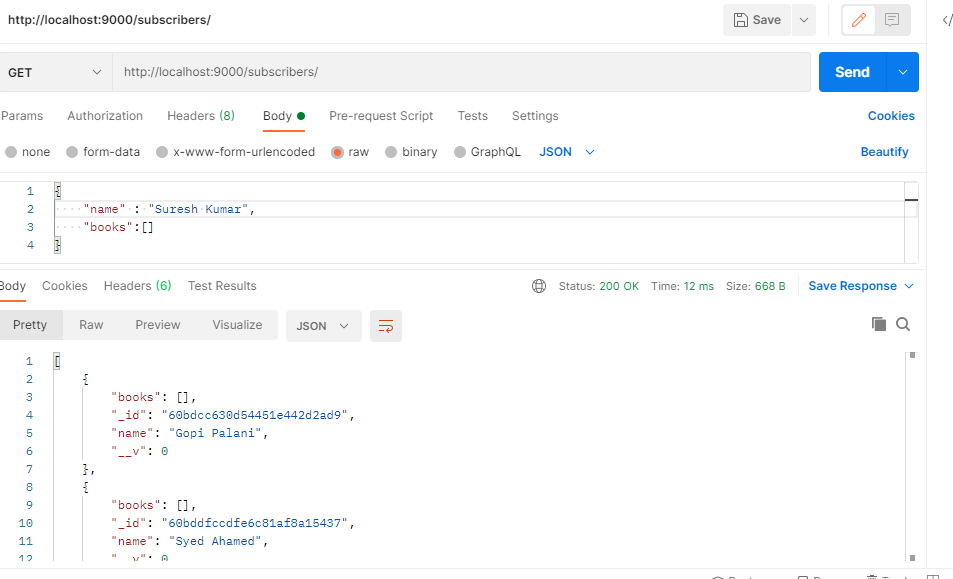 http://localhost:9000/subscribers/ Save
GET http://localhost:9000/subscribers/ Send
Params Authorization Headers (8) Body Pre-request Script Tests Settings Cookies
none form-data x-www-form-urlencoded raw binary GraphQL JSON Beautify
1 {
2 "name" : "Suresh Kumar",
3 "books":[]
4 }
Body Cookies Headers (6) Test Results Status: 200 OK Time: 12 ms Size: 668 B Save Response
Pretty Raw Preview Visualize JSON
1 [
2 {
3 "books": [],
4 "_id": "60bdcc630d54451e442d2ad9",
5 "name": "Gopi Palani",
6 "__v": 0
7 },
8 {
9 "books": [],
10 "_id": "60bddfccdfe6c81af8a15437",
11 "name": "Syed Ahamed",
12 "__v": 0